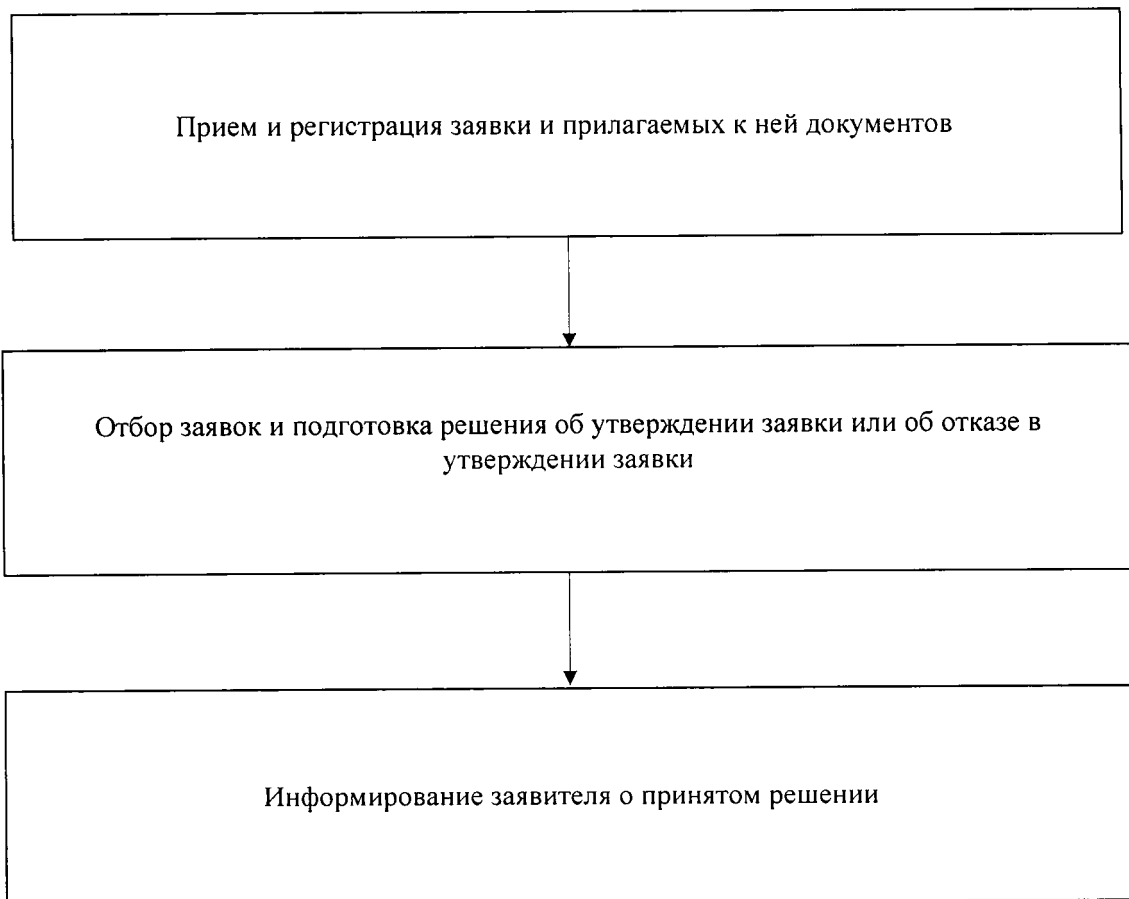 Прием и регистрация заявки и прилагаемых к ней документов
Отбор заявок и подготовка решения об утверждении заявки или об отказе в
утверждении заявки
Информирование заявителя о принятом решении